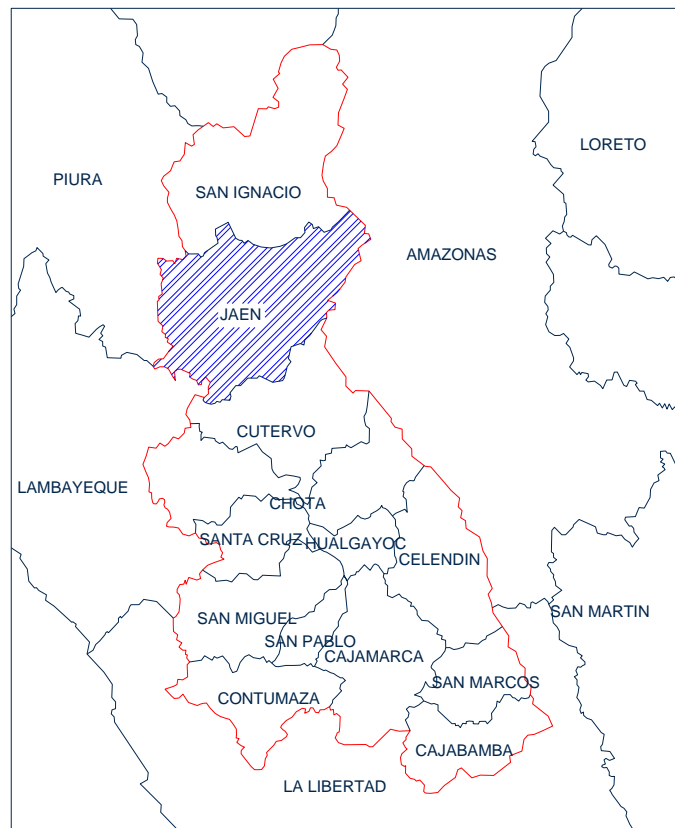 LORETO
PIURA
SAN IGNACIO
AMAZONAS
JAEN
CUTERVO
LAMBAYEQUE
CHOTA
SANTA CRUZ
HUALGAYOC
CELENDIN
SAN MIGUEL
SAN MARTIN
SAN PABLO
CAJAMARCA
SAN MARCOS
CONTUMAZA
CAJABAMBA
LA LIBERTAD